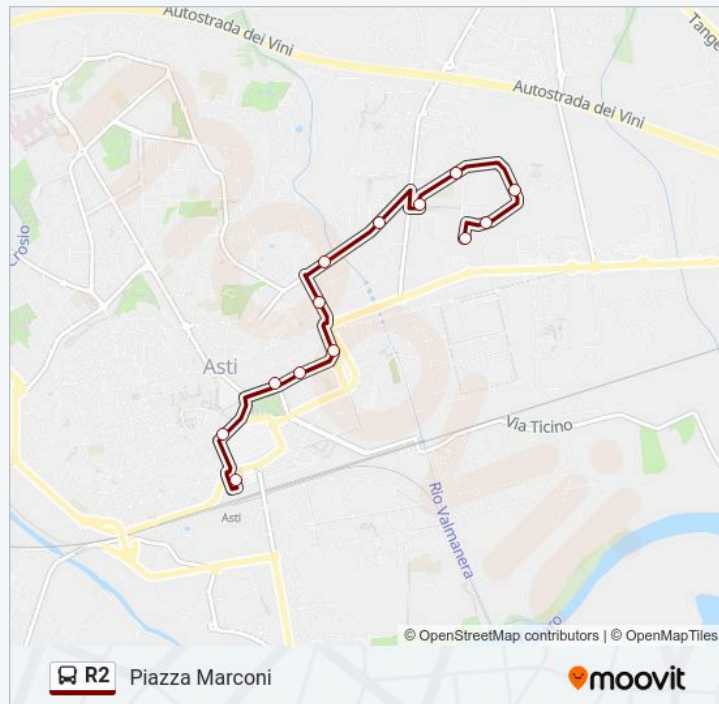 Autostrada dei Vini
Tange
Autostrada dei Vini
Crosio
Asti
Via Ticino
Rio Valmanera
Asti
© OpenStreetMap contributors | © OpenMapTiles
R2 Piazza Marconi
moovit